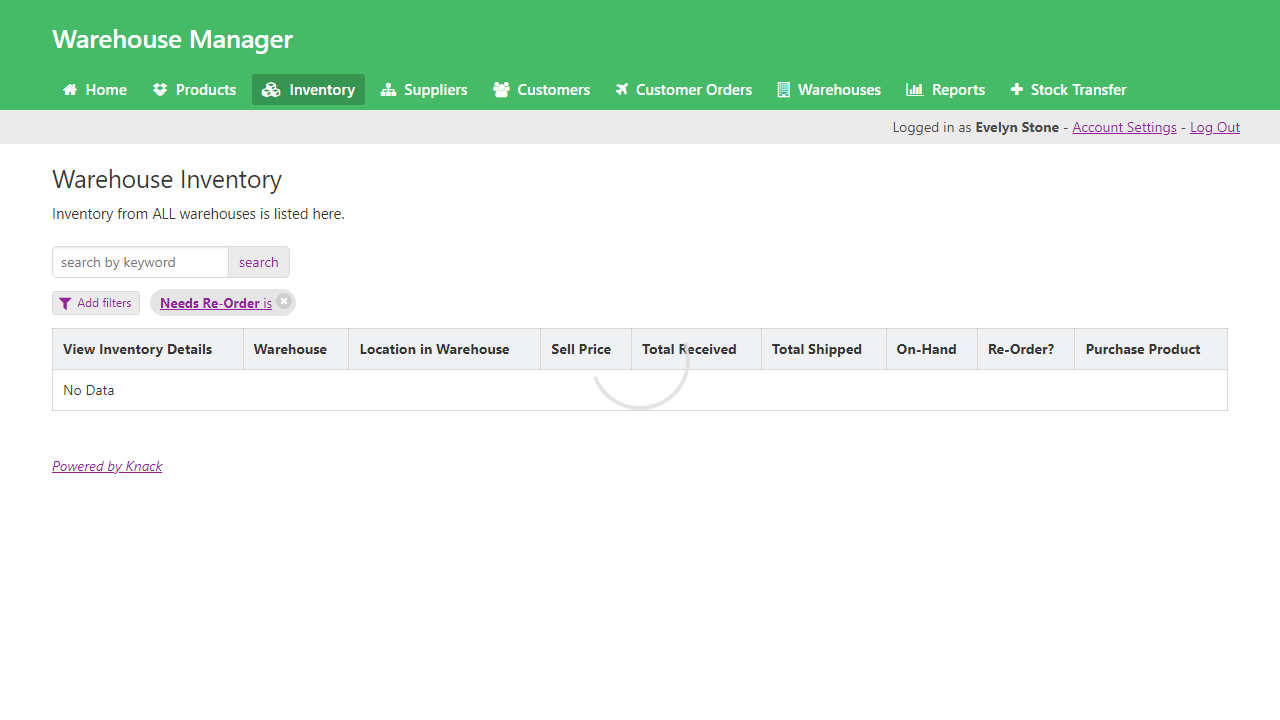 Warehouse Manager
Home Products Inventory Suppliers Customers Customer Orders Warehouses Reports Stock Transfer
Logged in as Evelyn Stone - Account Settings - Log Out
Warehouse Inventory
Inventory from ALL warehouses is listed here.
search by keyword search
Add filters Needs Re-Order is
View Inventory Details Warehouse Location in Warehouse Sell Price Total Received Total Shipped On-Hand Re-Order? Purchase Product
No Data
Powered by Knack